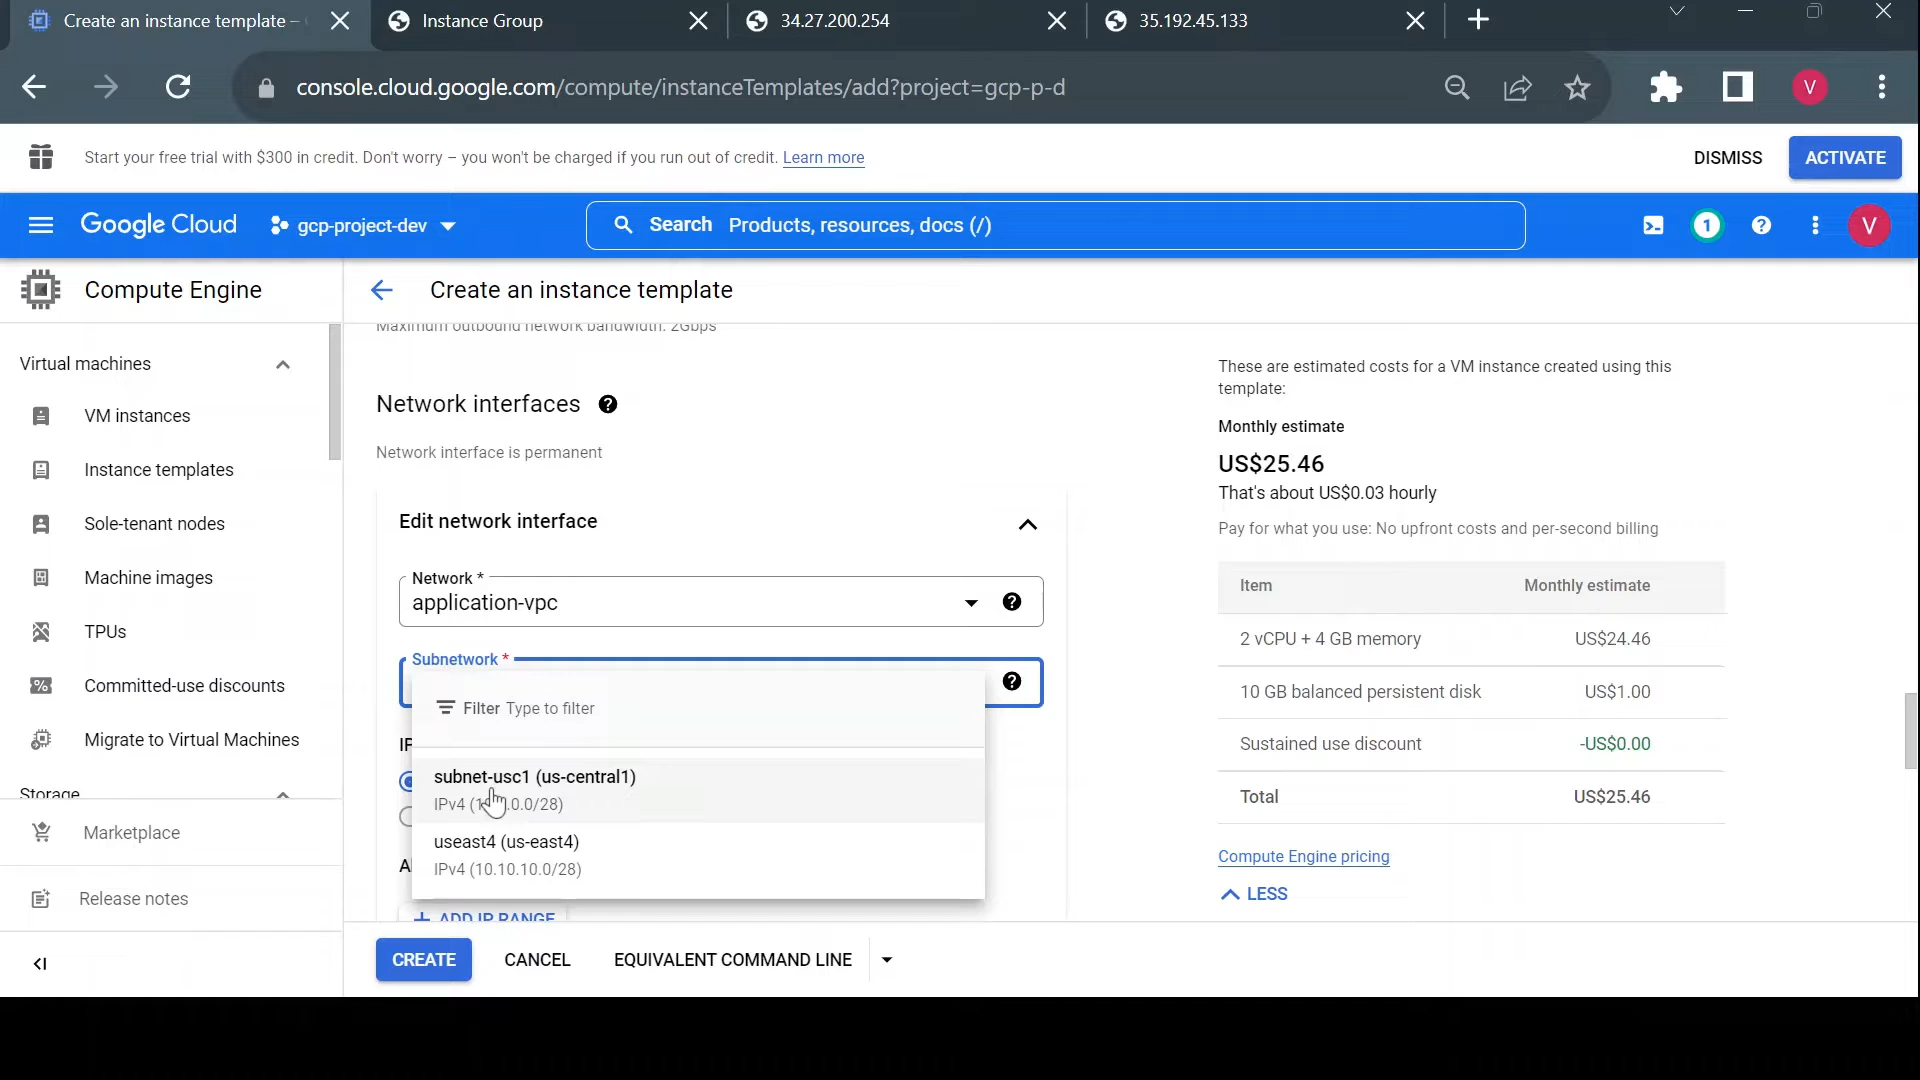 Create an instance template –
Instance Group
34.27.200.254
35.192.45.133
console.cloud.google.com/compute/instanceTemplates/add?project=gcp-p-d
V
Start your free trial with $300 in credit. Don't worry – you won't be charged if you run out of credit. Learn more
DISMISS
ACTIVATE
Google Cloud
gcp-project-dev
Search Products, resources, docs (/)
1
V
Compute Engine
Create an instance template
Virtual machines
VM instances
Instance templates
Sole-tenant nodes
Machine images
TPUs
Committed-use discounts
Migrate to Virtual Machines
Storage
Marketplace
Release notes
Maximum outbound network bandwidth: 2Gbps
Network interfaces
Network interface is permanent
Edit network interface
Network *
application-vpc
Subnetwork *
Filter Type to filter
subnet-usc1 (us-central1)
.0.0/28)
useast4 (us-east4)
IPv4 (10.10.10.0/28)
ADD IP RANGE
CREATE
CANCEL
EQUIVALENT COMMAND LINE
These are estimated costs for a VM instance created using this
template:
Monthly estimate
US$25.46
That's about US$0.03 hourly
Pay for what you use: No upfront costs and per-second billing
Item Monthly estimate
2 vCPU + 4 GB memory US$24.46
10 GB balanced persistent disk US$1.00
Sustained use discount -US$0.00
Total US$25.46
Compute Engine pricing
LESS